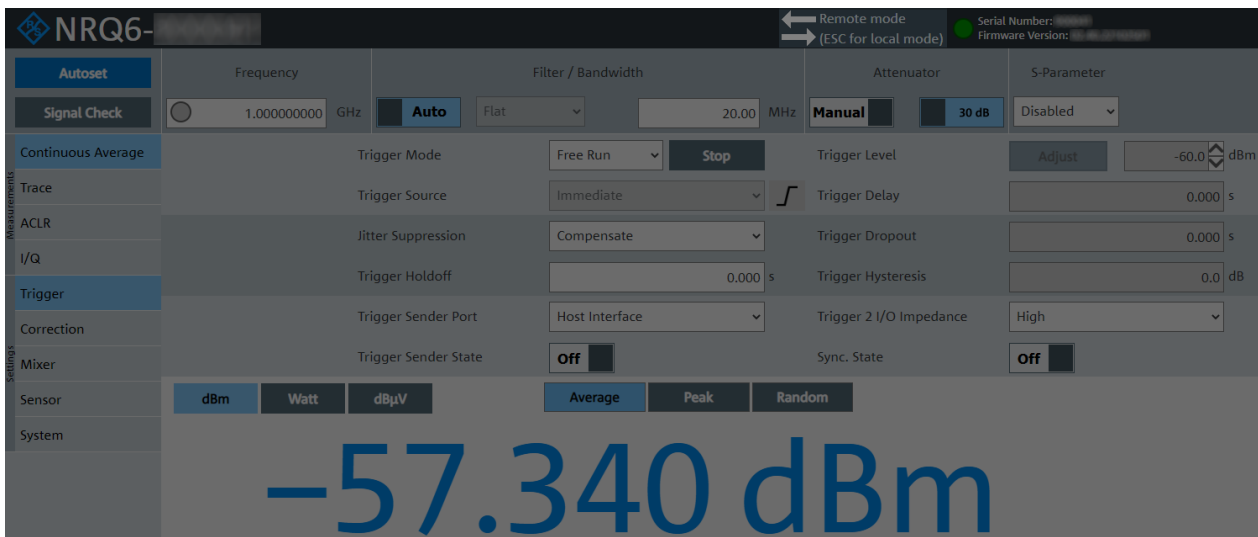 R&S NRQ6-
Remote mode
(ESC for local mode)
Serial Number:
Firmware Version:
Autoset
Signal Check
Frequency
Filter / Bandwidth
Attenuator
S-Parameter
1.000000000 GHz Auto Flat 20.00 MHz Manual 30 dB Disabled
Measurements
Continuous Average
Trace
ACLR
I/Q
Settings
Trigger
Correction
Mixer
Sensor
System
Trigger Mode Free Run Stop Trigger Level Adjust -60.0 dBm
Trigger Source Immediate Trigger Delay 0.000 s
Jitter Suppression Compensate Trigger Dropout 0.000 s
Trigger Holdoff 0.000 s Trigger Hysteresis 0.0 dB
Trigger Sender Port Host Interface Trigger 2 I/O Impedance High
Trigger Sender State Off Sync. State Off
dBm Watt dBµV Average Peak Random
−57.340 dBm